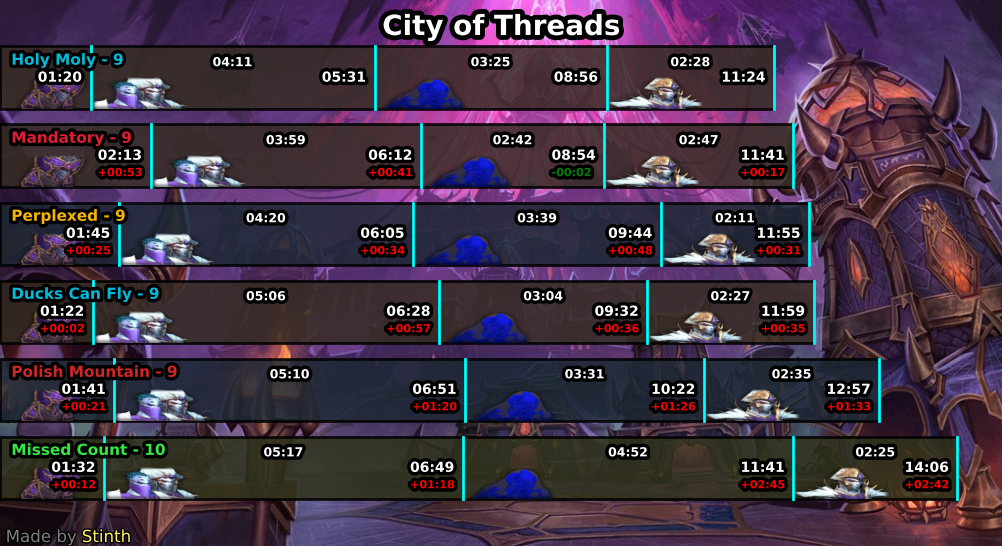 City of Threads
Holy Moly - 9
01:20 04:11 05:31 03:25 08:56 02:28 11:24
Mandatory - 9
02:13 03:59 06:12 02:42 08:54 02:47 11:41
+00:53 +00:41 -00:02 +00:17
Perplexed - 9
01:45 04:20 06:05 03:39 09:44 02:11 11:55
+00:25 +00:34 +00:48 +00:31
Ducks Can Fly - 9
01:22 05:06 06:28 03:04 09:32 02:27 11:59
+00:02 +00:57 +00:36 +00:35
Polish Mountain - 9
01:41 05:10 06:51 03:31 10:22 02:35 12:57
+00:21 +01:20 +01:26 +01:33
Missed Count - 10
01:32 05:17 06:49 04:52 11:41 02:25 14:06
+00:12 +01:18 +02:45 +02:42
Made by Stinth